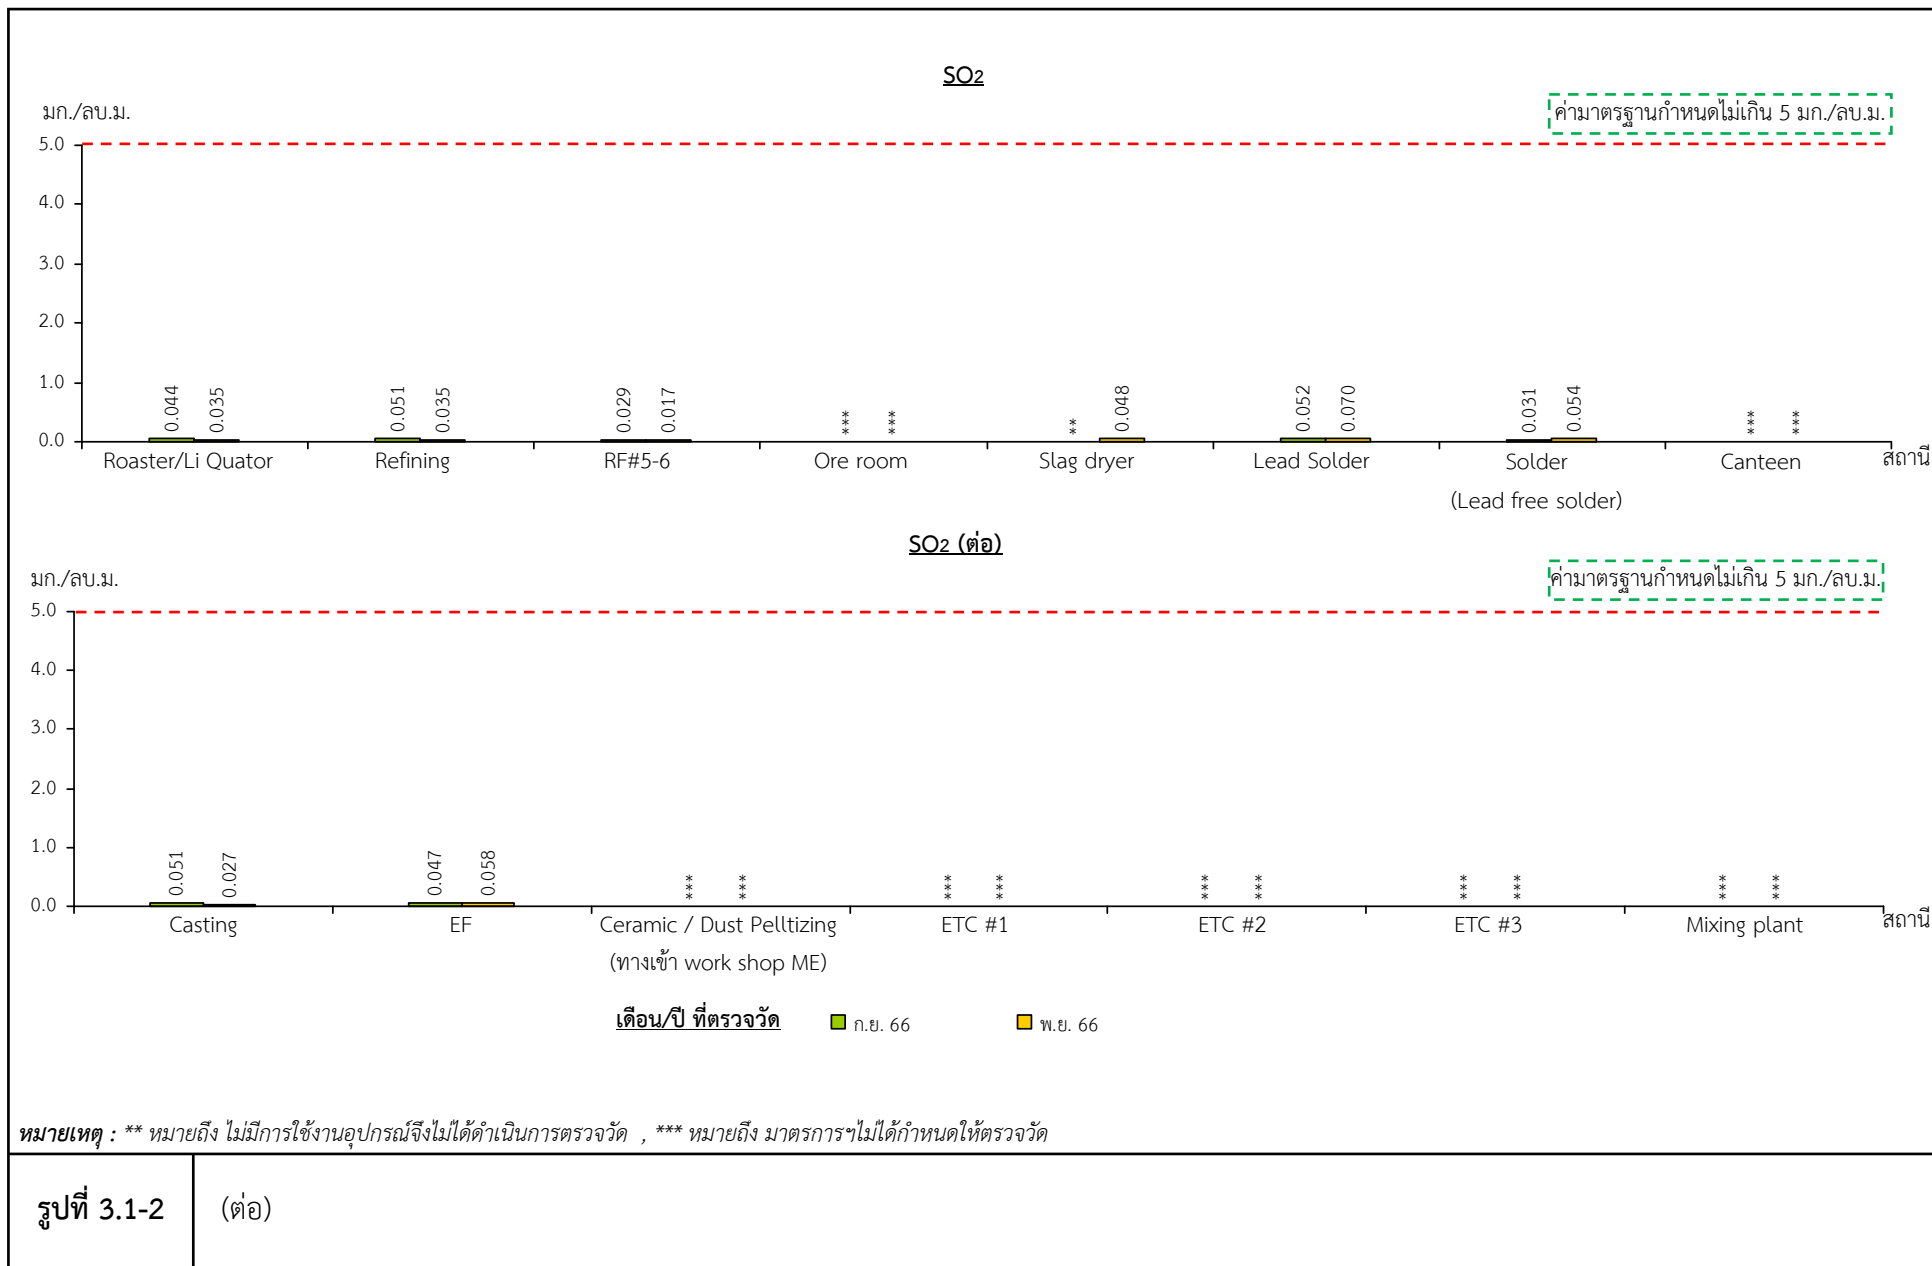 SO2
มก./ลบ.ม.
ค่ามาตรฐานกำหนดไม่เกิน 5 มก./ลบ.ม.
5.0
4.0
3.0
2.0
1.0
0.0
0.044 0.035 0.051 0.035 0.029 0.017 *** *** ** 0.048 0.052 0.070 0.031 0.054 *** ***
Roaster/Li Quator Refining RF#5-6 Ore room Slag dryer Lead Solder Solder Canteen สถานี
(Lead free solder)
SO2 (ต่อ)
มก./ลบ.ม.
ค่ามาตรฐานกำหนดไม่เกิน 5 มก./ลบ.ม.
5.0
4.0
3.0
2.0
1.0
0.0
0.051 0.027 0.047 0.058 *** *** *** *** *** *** *** *** *** ***
Casting EF Ceramic / Dust Pelltizing ETC #1 ETC #2 ETC #3 Mixing plant สถานี
(ทางเข้า work shop ME)
เดือน/ปี ที่ตรวจวัด ก.ย. 66 พ.ย. 66
หมายเหตุ : ** หมายถึง ไม่มีการใช้งานอุปกรณ์จึงไม่ได้ดำเนินการตรวจวัด , *** หมายถึง มาตรการฯไม่ได้กำหนดให้ตรวจวัด
รูปที่ 3.1-2 (ต่อ)